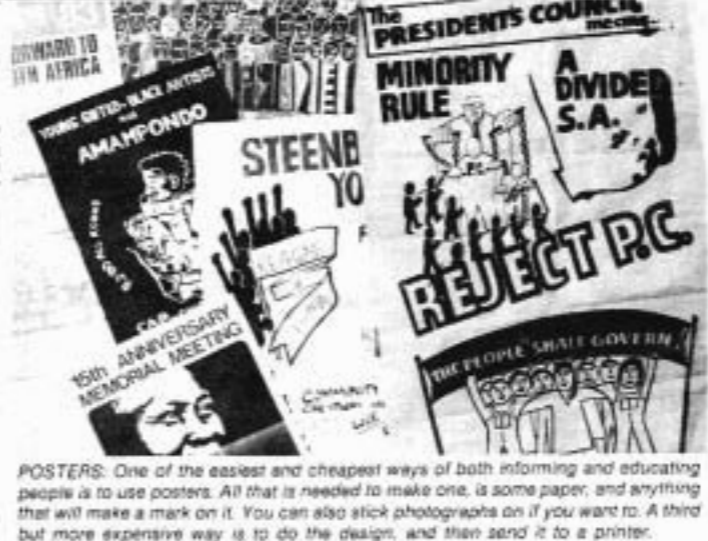 The
PRESIDENT'S COUNCIL
means..
MINORITY
RULE
A
DIVIDED
S.A.
REJECT P.C.
THE PEOPLE SHALL GOVERN
AFRICA
YOUNG GIFTED BLACK ARTISTS
AMAMPONDO
STEENB
YO
15th ANNIVERSARY
MEMORIAL MEETING
COMMUNITY
POSTERS: One of the easiest and cheapest ways of both informing and educating
people is to use posters. All that is needed to make one, is some paper, and anything
that will make a mark on it. You can also stick photographs on if you want to. A third
but more expensive way is to do the design, and then send it to a printer.